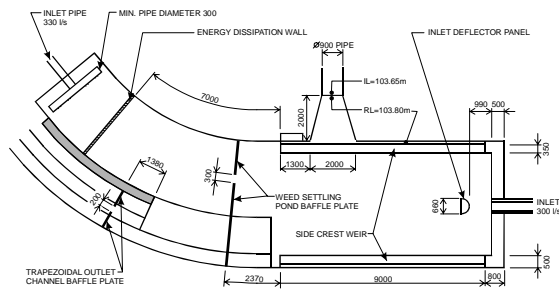 INLET PIPE
330 l/s
MIN. PIPE DIAMETER 300
ENERGY DISSIPATION WALL
Ø900 PIPE
INLET DEFLECTOR PANEL
7000
2000
IL=103.65m
RL=103.80m
990
500
350
1300
2000
1380
300
200
WEED SETTLING
POND BAFFLE PLATE
660
INLET
300 l/s
SIDE CREST WEIR
TRAPEZOIDAL OUTLET
CHANNEL BAFFLE PLATE
2370
9000
800
500